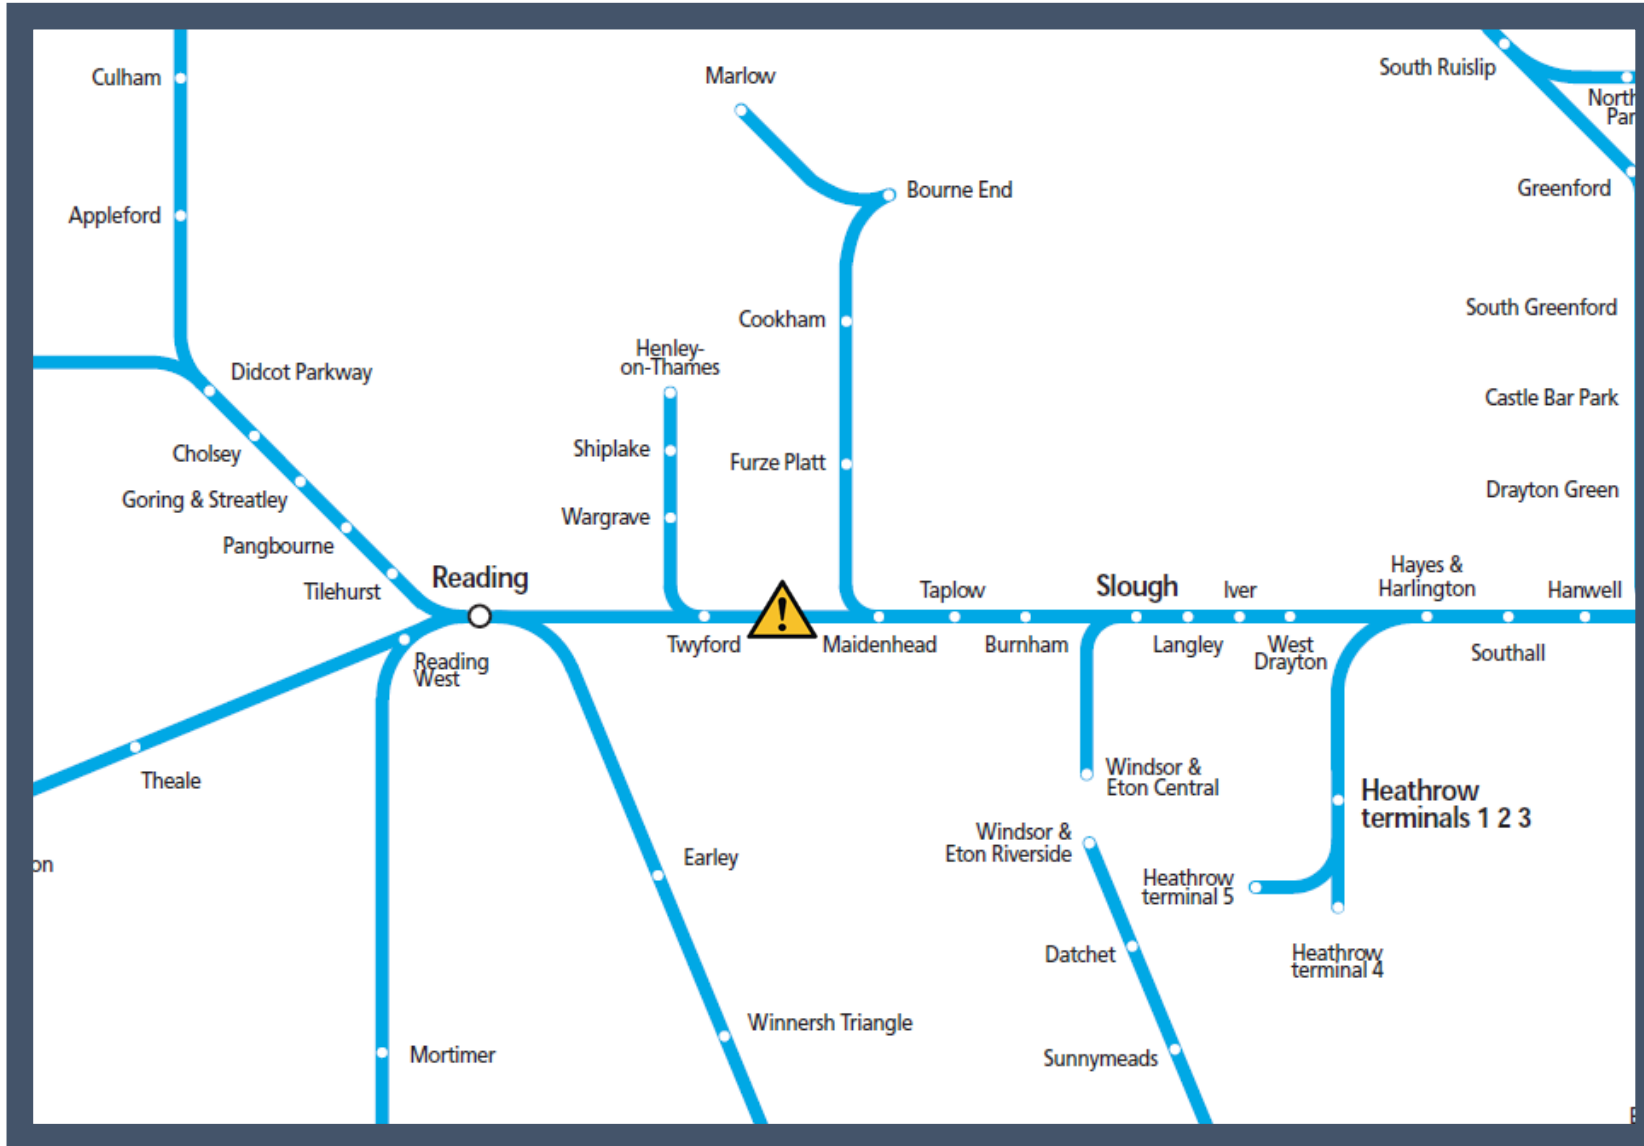 Culham
Marlow
South Ruislip
North
Par
Bourne End
Greenford
Appleford
South Greenford
Cookham
Henley-
on-Thames
Didcot Parkway
Castle Bar Park
Cholsey
Shiplake
Furze Platt
Goring & Streatley
Drayton Green
Wargrave
Pangbourne
Hayes &
Harlington
Reading
Tilehurst
Taplow
Slough
Iver
Hanwell
!
Twyford
Maidenhead
Burnham
Langley
West
Drayton
Southall
Reading
West
Theale
Windsor &
Eton Central
Heathrow
terminals 1 2 3
Windsor &
Eton Riverside
Earley
on
Heathrow
terminal 5
Datchet
Heathrow
terminal 4
Winnersh Triangle
Mortimer
Sunnymeads